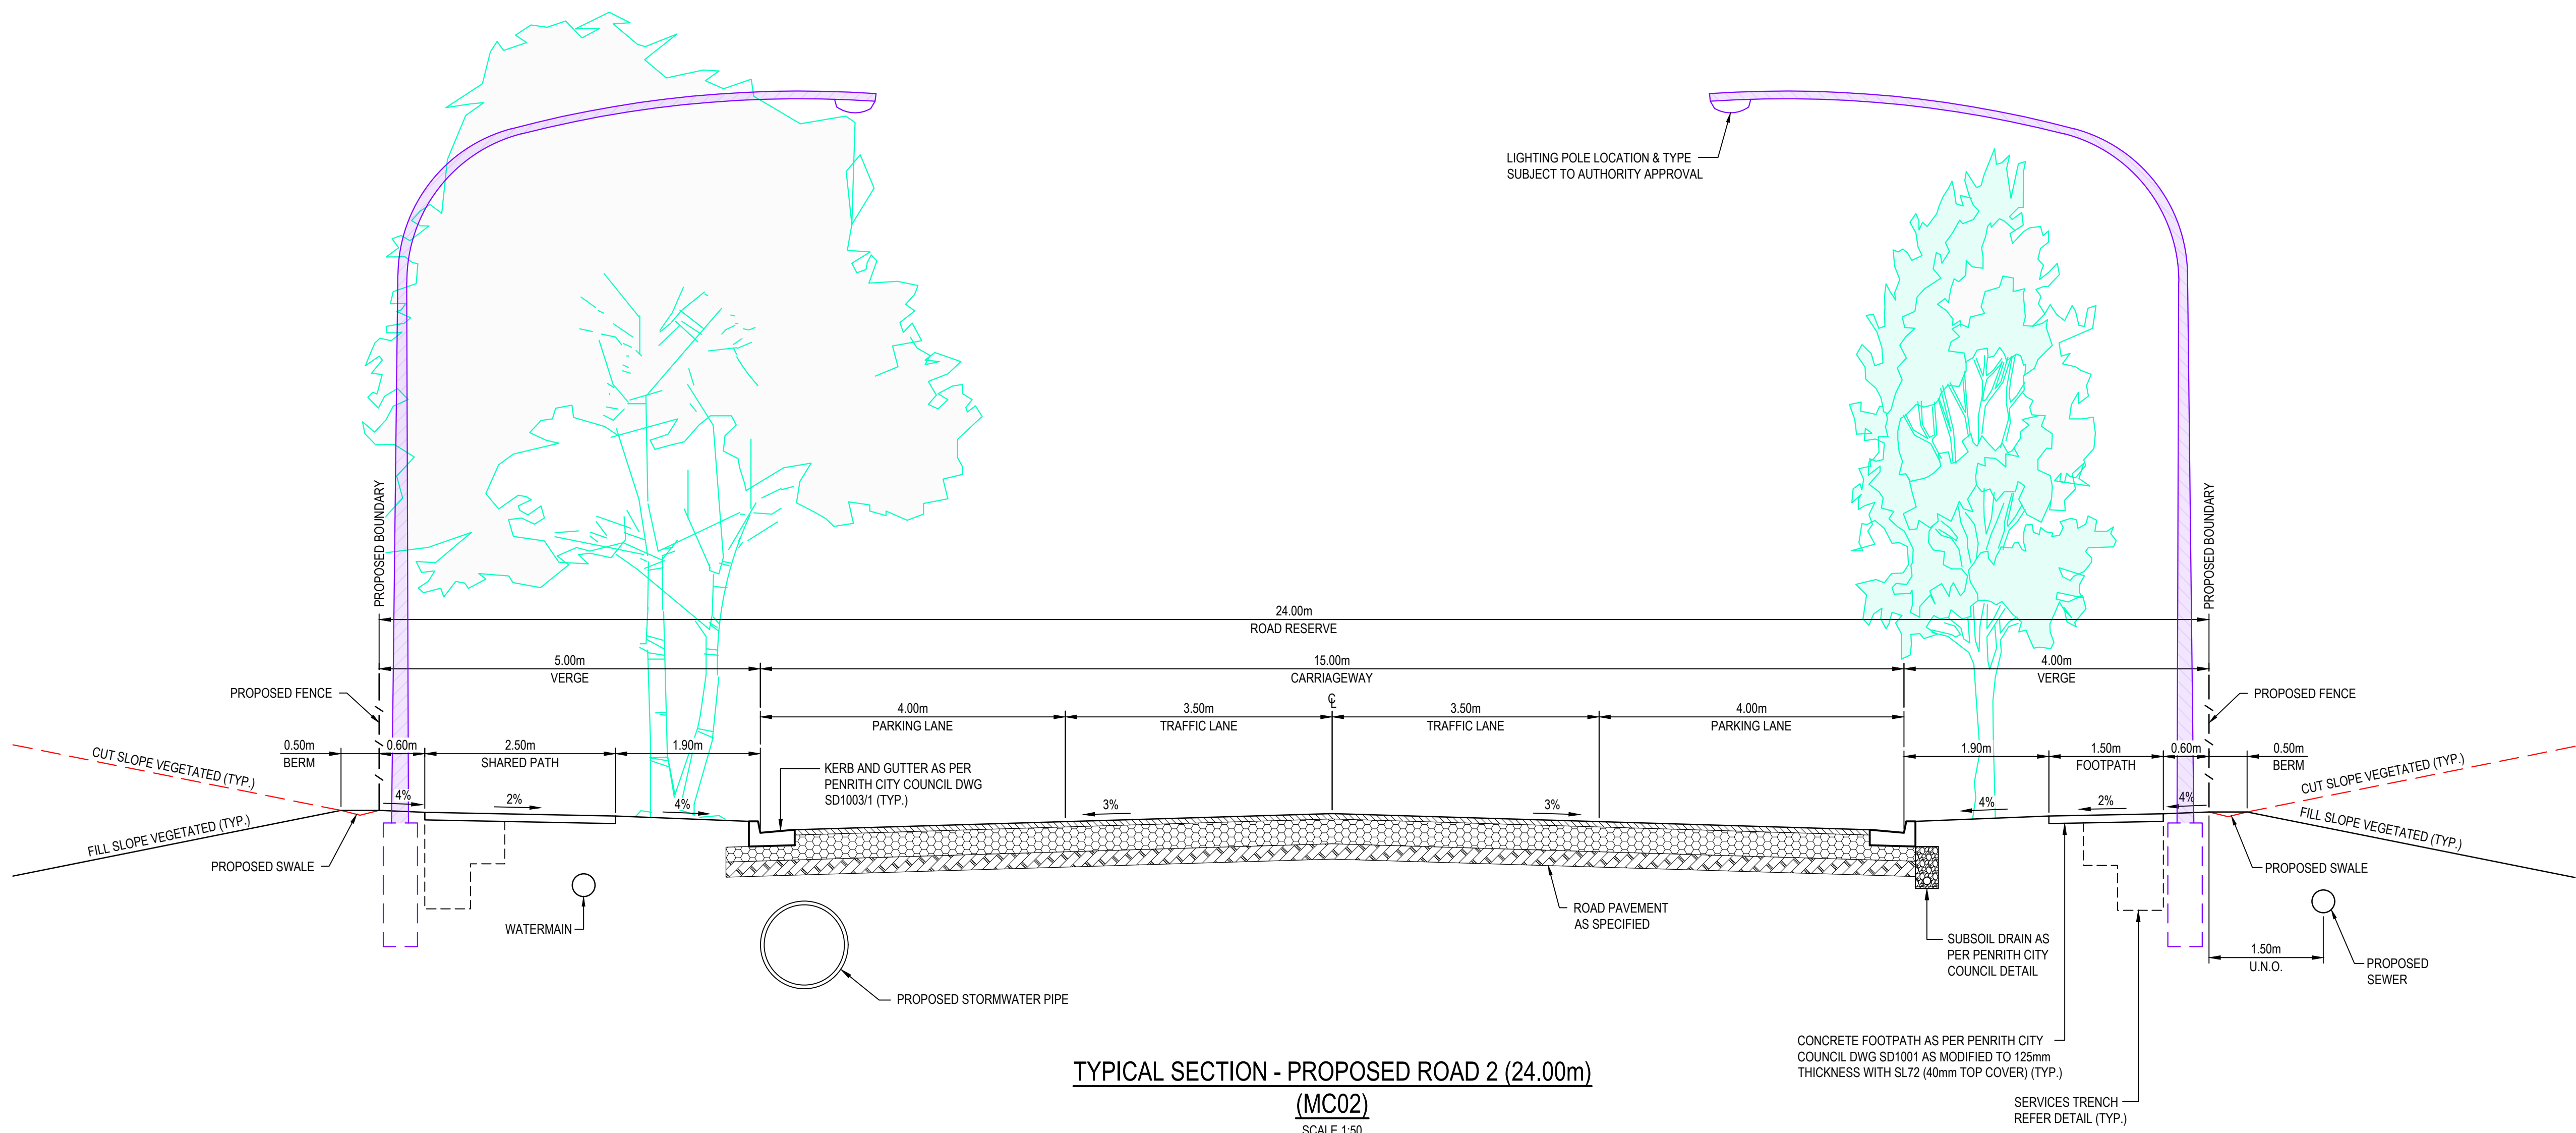 LIGHTING POLE LOCATION & TYPE
SUBJECT TO AUTHORITY APPROVAL
PROPOSED BOUNDARY
PROPOSED BOUNDARY
24.00m
ROAD RESERVE
5.00m
VERGE
15.00m
CARRIAGEWAY
4.00m
VERGE
PROPOSED FENCE
PROPOSED FENCE
℄
4.00m
PARKING LANE
3.50m
TRAFFIC LANE
3.50m
TRAFFIC LANE
4.00m
PARKING LANE
0.50m
BERM
0.60m
2.50m
SHARED PATH
1.90m
1.90m
1.50m
FOOTPATH
0.60m
0.50m
BERM
CUT SLOPE VEGETATED (TYP.)
FILL SLOPE VEGETATED (TYP.)
PROPOSED SWALE
4%
2%
4%
KERB AND GUTTER AS PER
PENRITH CITY COUNCIL DWG
SD1003/1 (TYP.)
3%
3%
4%
2%
4%
CUT SLOPE VEGETATED (TYP.)
FILL SLOPE VEGETATED (TYP.)
PROPOSED SWALE
WATERMAIN
PROPOSED STORMWATER PIPE
ROAD PAVEMENT
AS SPECIFIED
SUBSOIL DRAIN AS
PER PENRITH CITY
COUNCIL DETAIL
1.50m
U.N.O.
PROPOSED
SEWER
CONCRETE FOOTPATH AS PER PENRITH CITY
COUNCIL DWG SD1001 AS MODIFIED TO 125mm
THICKNESS WITH SL72 (40mm TOP COVER) (TYP.)
SERVICES TRENCH
REFER DETAIL (TYP.)
TYPICAL SECTION - PROPOSED ROAD 2 (24.00m)
(MC02)
SCALE 1:50